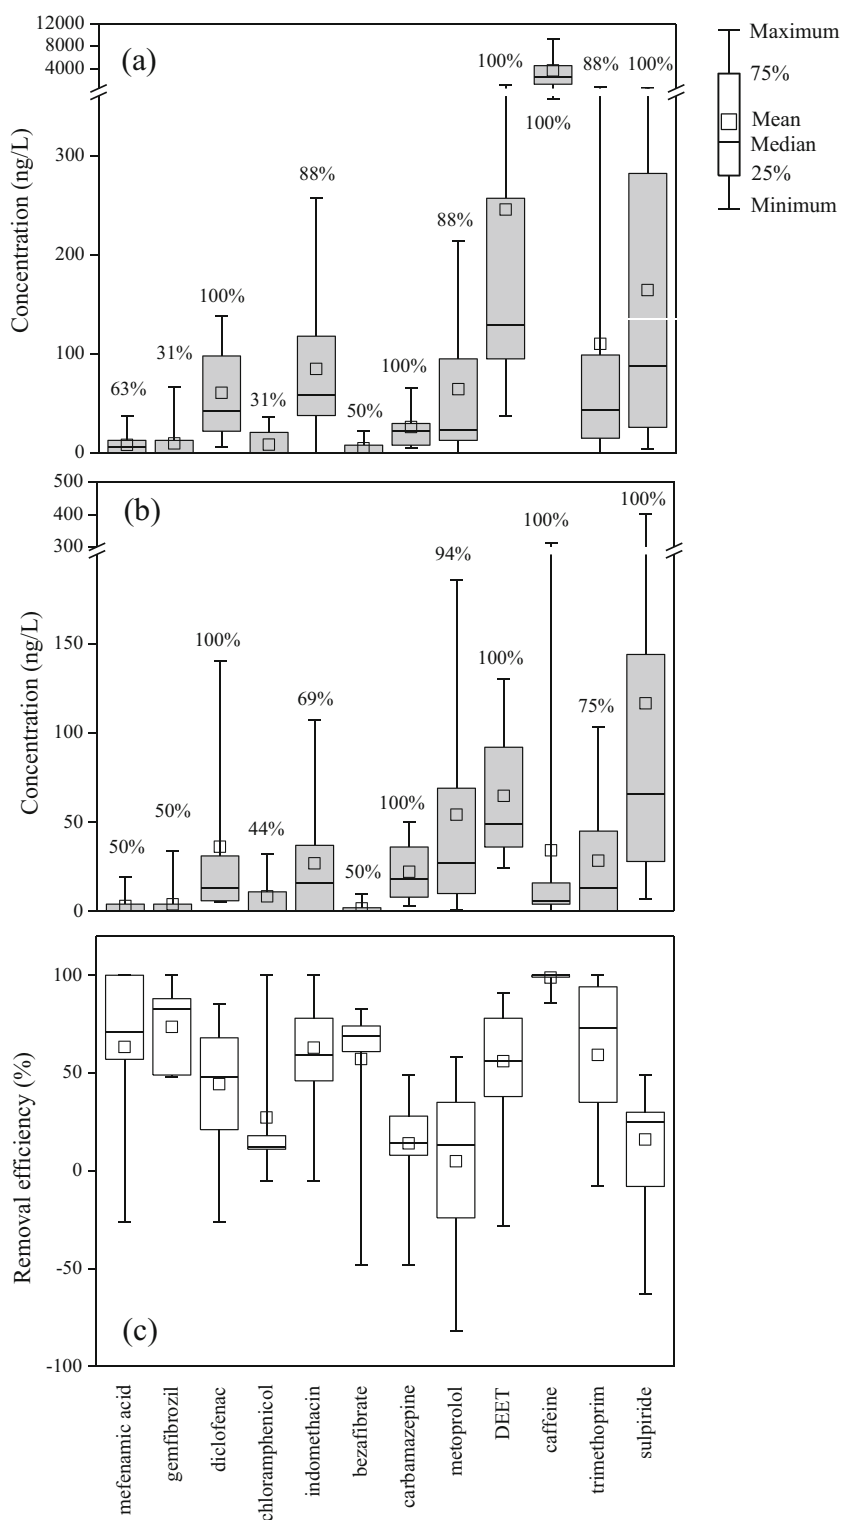 12000
8000
4000
300
200
100
0
Concentration (ng/L)
(a)
63%
31%
100%
31%
88%
50%
100%
88%
100%
100%
88%
100%
Maximum
75%
Mean
Median
25%
Minimum
500
400
300
150
100
50
0
Concentration (ng/L)
(b)
50%
50%
100%
44%
69%
50%
100%
94%
100%
100%
75%
100%
100
50
0
-50
-100
Removal efficiency (%)
(c)
mefenamic acid
gemfibrozil
diclofenac
chloramphenicol
indomethacin
bezafibrate
carbamazepine
metoprolol
DEET
caffeine
trimethoprim
sulpiride